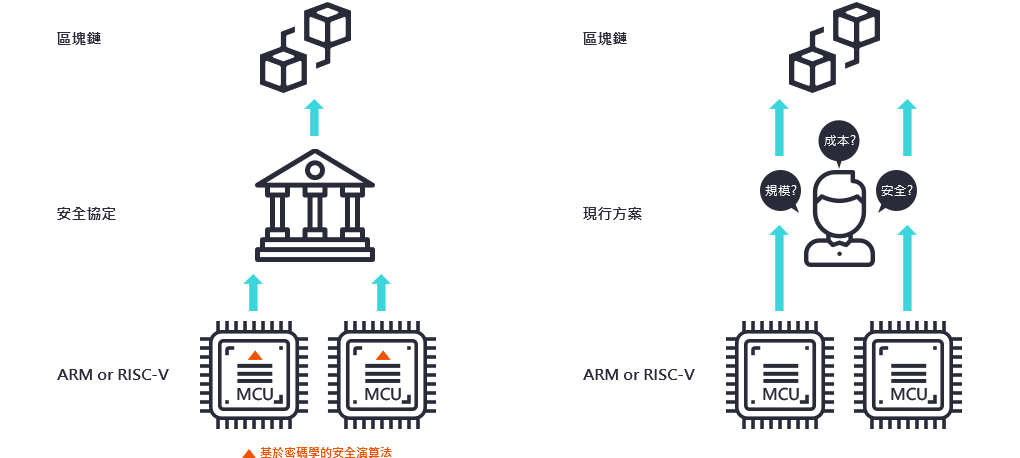 區塊鏈
安全協定
ARM or RISC-V
MCU
MCU
基於密碼學的安全演算法
區塊鏈
成本?
規模?
安全?
現行方案
ARM or RISC-V
MCU
MCU